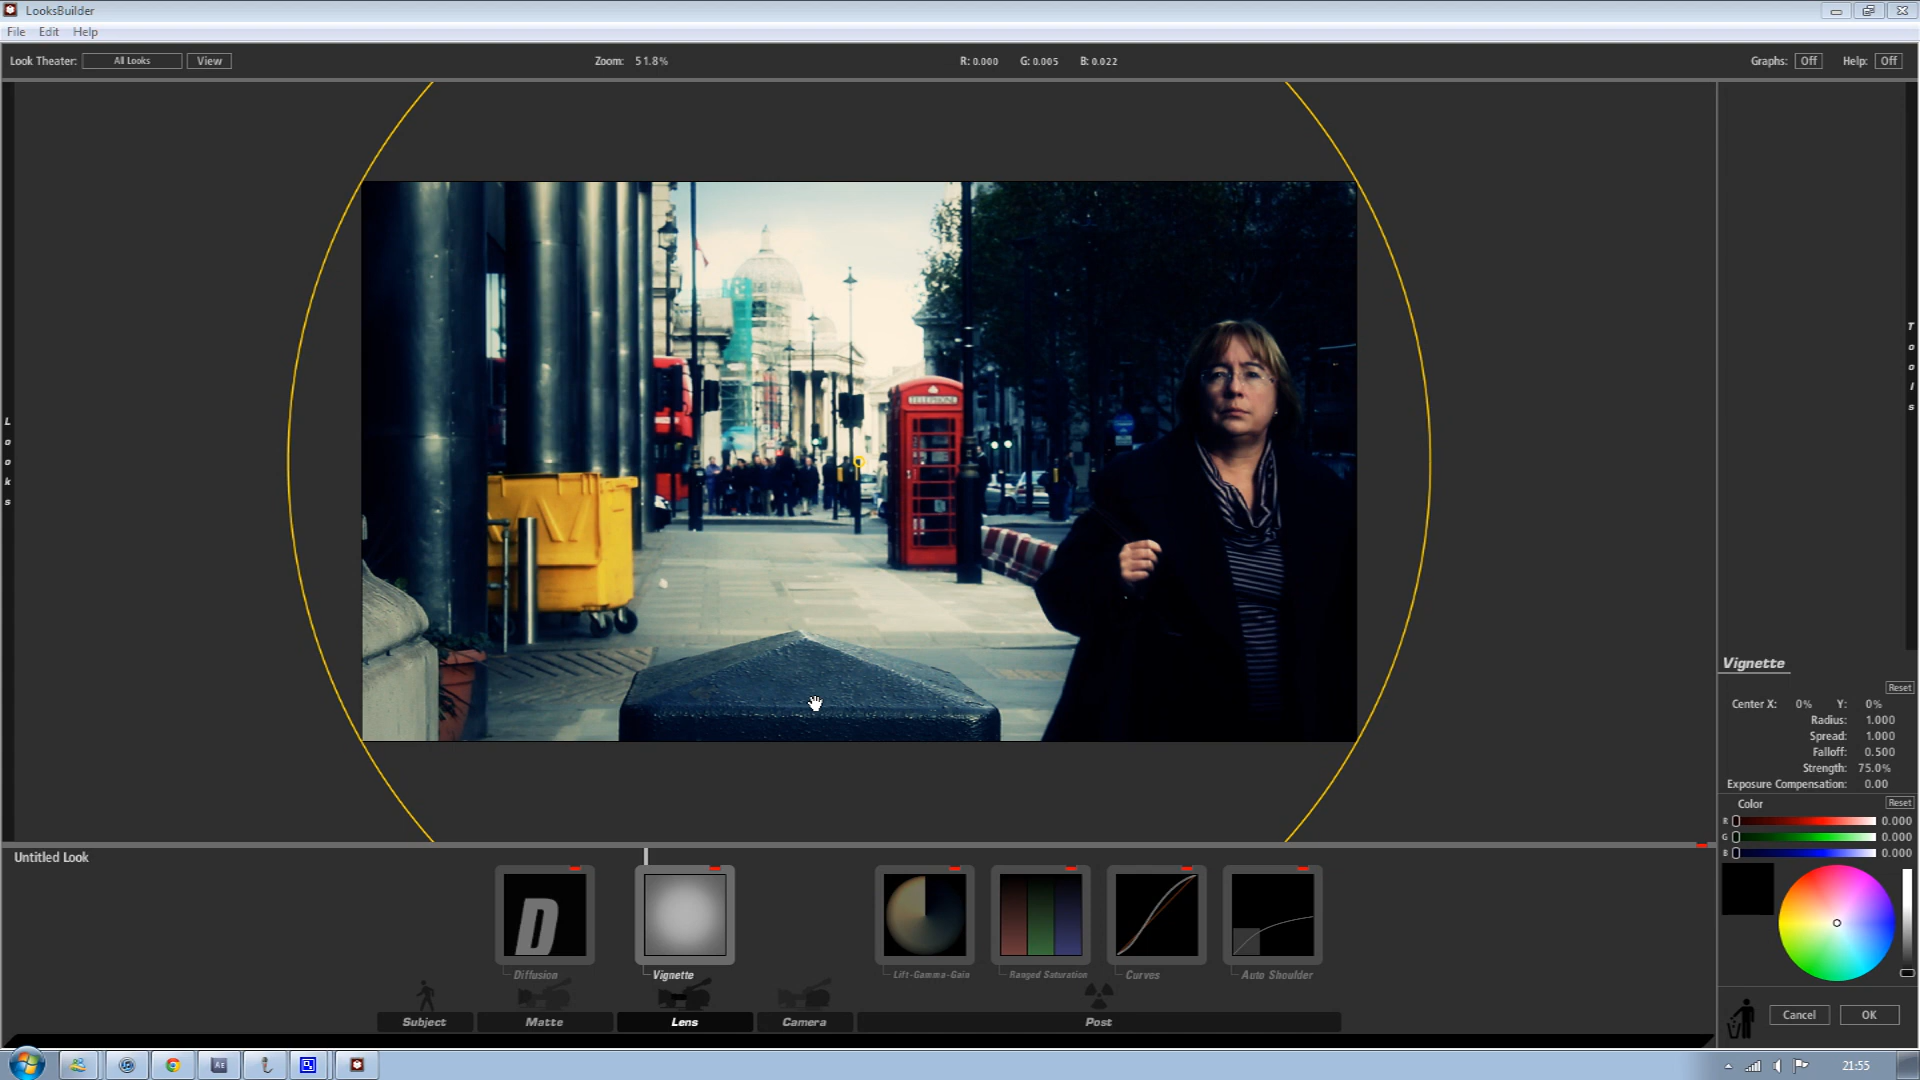 LooksBuilder
File Edit Help
Look Theater: All Looks View Zoom: 51.8% R: 0.000 G: 0.005 B: 0.022 Graphs: Off Help: Off
Looks
Tools
TELEPHONE
Vignette
Reset
Center X: 0% Y: 0%
Radius: 1.000
Spread: 1.000
Falloff: 0.500
Strength: 75.0%
Exposure Compensation: 0.00
Color Reset
R 0.000
G 0.000
B 0.000
Untitled Look
D
Diffusion Vignette Lift-Gamma-Gain Ranged Saturation Curves Auto Shoulder
Subject Matte Lens Camera Post
Cancel OK
AE
21:55